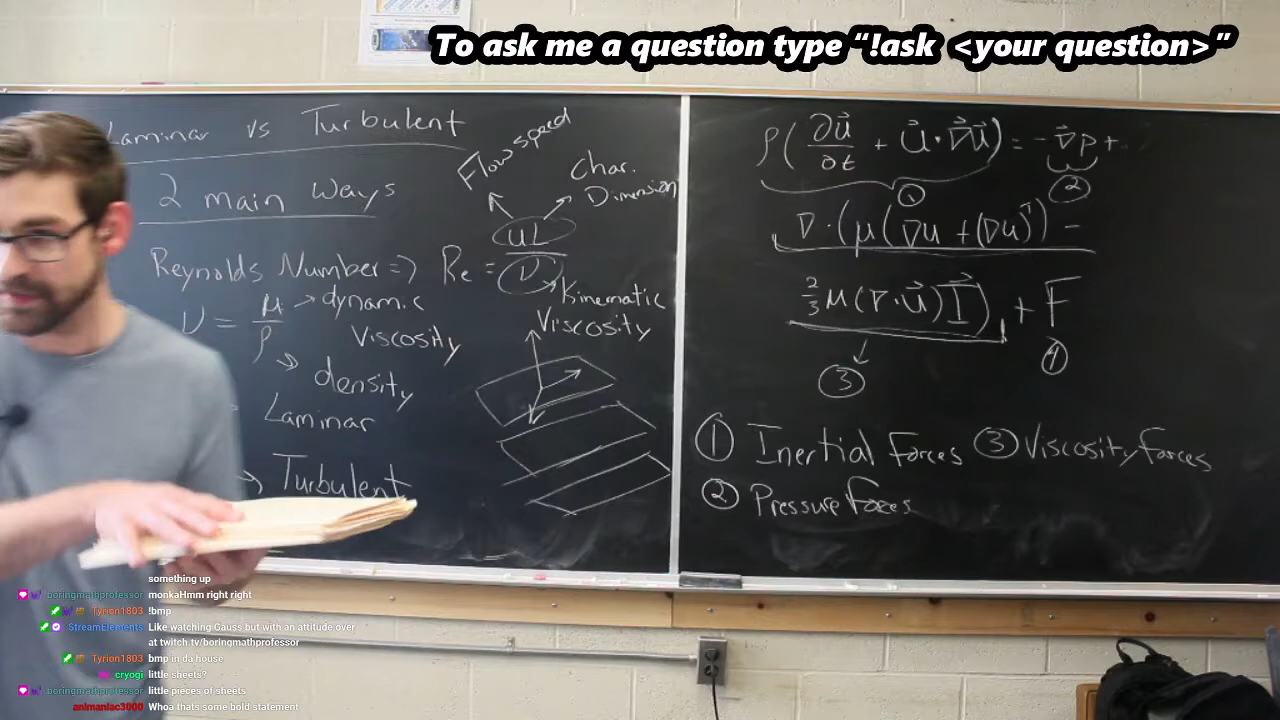 To ask me a question type “!ask <your question>”
Laminar vs Turbulent
2 main ways
Flow speed
Char.
Dimension
Reynolds Number => Re = uL
ν
Kinematic
Viscosity
ν = μ → dynamic
Viscosity
ρ
density
Laminar
→ Turbulent
ρ(∂u⃗/∂t + u⃗·∇⃗u⃗) = -∇⃗p +
① ②
∇·(μ(∇u + (∇u)ᵀ) -
2/3 μ(∇·u⃗)I⃗) + F
③ ④
① Inertial Forces ③ Viscosity forces
② Pressure forces
something up
boringmathprofessor monkaHmm right right
Tyrion1803 !bmp
StreamElements Like watching Gauss but with an attitude over
at twitch.tv/boringmathprofessor
Tyrion1803 bmp in da house
cryogi little sheets?
boringmathprofessor little pieces of sheets
animaniac3000 Whoa thats some bold statement